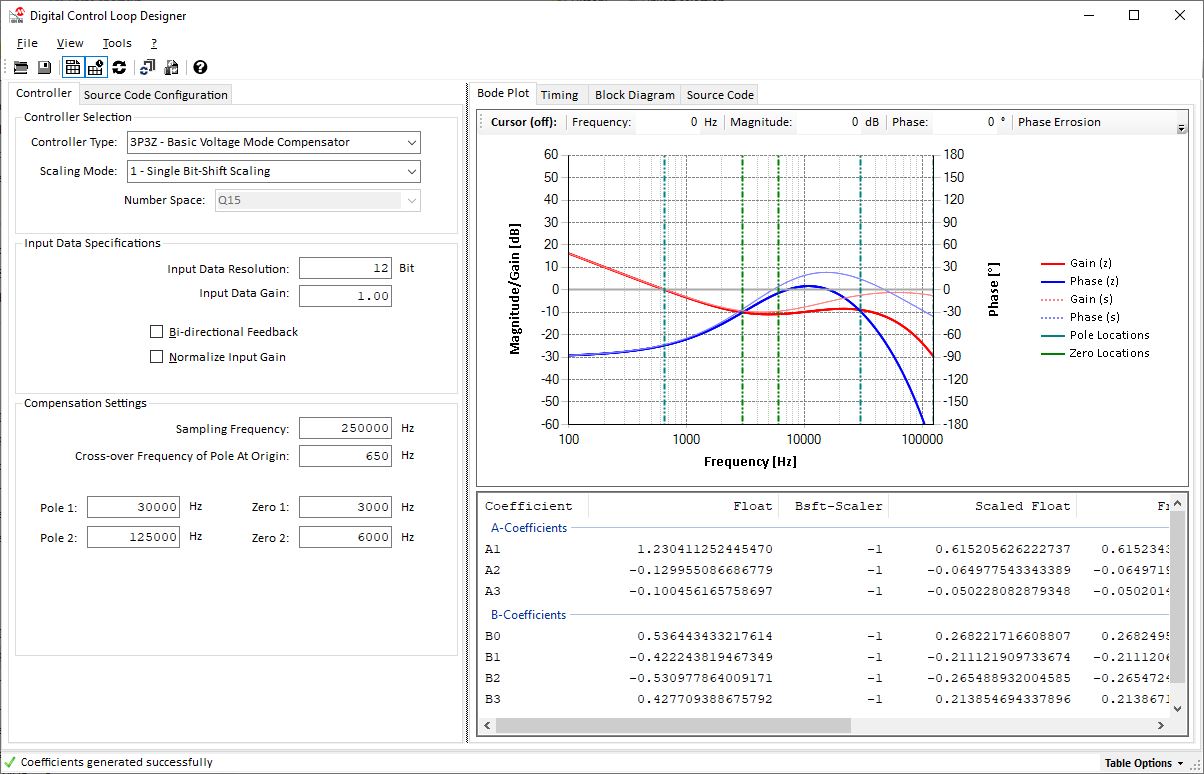 Digital Control Loop Designer
File View Tools ?
Controller Source Code Configuration
Controller Selection
Controller Type: 3P3Z - Basic Voltage Mode Compensator
Scaling Mode: 1 - Single Bit-Shift Scaling
Number Space: Q15
Input Data Specifications
Input Data Resolution: 12 Bit
Input Data Gain: 1.00
Bi-directional Feedback
Nomalize Input Gain
Compensation Settings
Sampling Frequency: 250000 Hz
Cross-over Frequency of Pole At Origin: 650 Hz
Pole 1: 30000 Hz Zero 1: 3000 Hz
Pole 2: 125000 Hz Zero 2: 6000 Hz
Bode Plot Timing Block Diagram Source Code
Cursor (off): Frequency: 0 Hz Magnitude: 0 dB Phase: 0 ° Phase Errosion
60 180
50 150
40 120
30 90
20 60
10 30
0 0
-10 -30
-20 -60
-30 -90
-40 -120
-50 -150
-60 -180
100 1000 10000 100000
Magnitude/Gain [dB]
Phase [°]
Frequency [Hz]
Gain (z)
Phase (z)
Gain (s)
Phase (s)
Pole Locations
Zero Locations
Coefficient Float Bsft-Scaler Scaled Float Fr
A-Coefficients
A1 1.230411252445470 -1 0.615205626222737 0.6152343
A2 -0.129955086686779 -1 -0.064977543343389 -0.0649719
A3 -0.100456165758697 -1 -0.050228082879348 -0.0502014
B-Coefficients
B0 0.536443433217614 -1 0.268221716608807 0.2682495
B1 -0.422243819467349 -1 -0.211121909733674 -0.2111206
B2 -0.530977864009171 -1 -0.265488932004585 -0.2654724
B3 0.427709388675792 -1 0.213854694337896 0.2138671
Coefficients generated successfully
Table Options